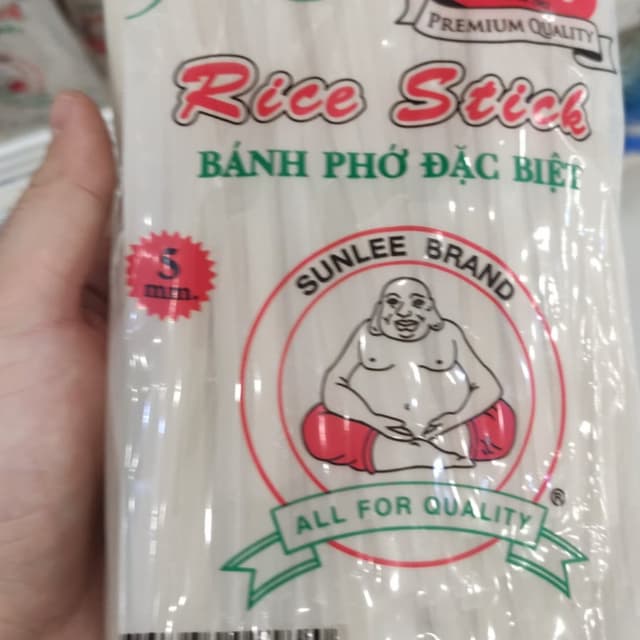 PREMIUM QUALITY
Rice Stick
BÁNH PHỞ ĐẶC BIỆT
5
mm.
SUNLEE BRAND
ALL FOR QUALITY
®